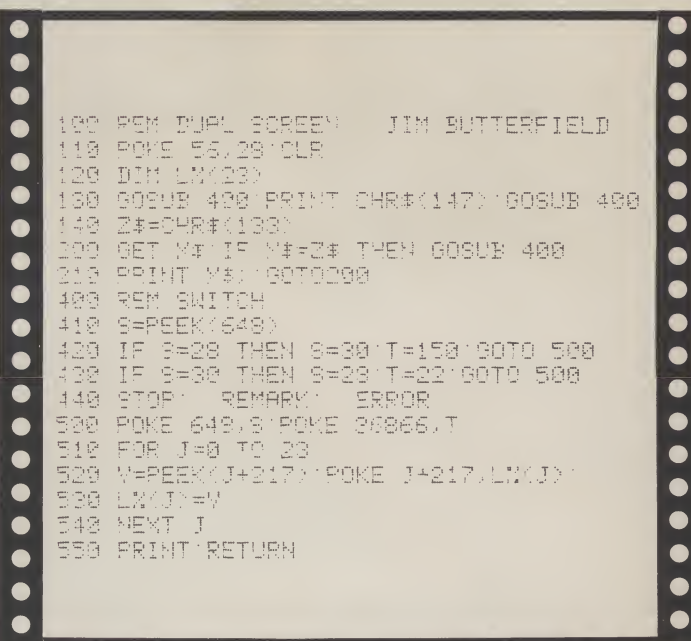 100 REM DUAL SCREEN JIM BUTTERFIELD
110 POKE 56,28:CLR
120 DIM L%(23)
130 GOSUB 400:PRINT CHR$(147):GOSUB 400
140 Z$=CHR$(133)
200 GET Y$:IF Y$=Z$ THEN GOSUB 400
210 PRINT Y$;:GOTO200
400 REM SWITCH
410 S=PEEK(648)
420 IF S=28 THEN S=30:T=150:GOTO 500
430 IF S=30 THEN S=28:T=22:GOTO 500
440 STOP: REMARK: ERROR
500 POKE 648,S:POKE 36866,T
510 FOR J=0 TO 23
520 V=PEEK(J+217):POKE J+217,L%(J):
530 L%(J)=V
540 NEXT J
550 PRINT:RETURN